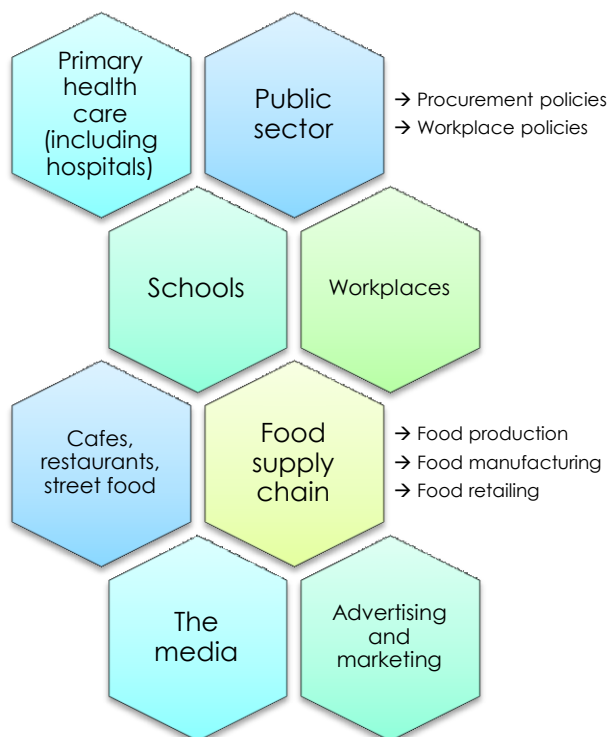 Primary
health
care
(including
hospitals)
Public
sector
→ Procurement policies
→ Workplace policies
Schools
Workplaces
Cafes,
restaurants,
street food
Food
supply
chain
→ Food production
→ Food manufacturing
→ Food retailing
The
media
Advertising
and
marketing